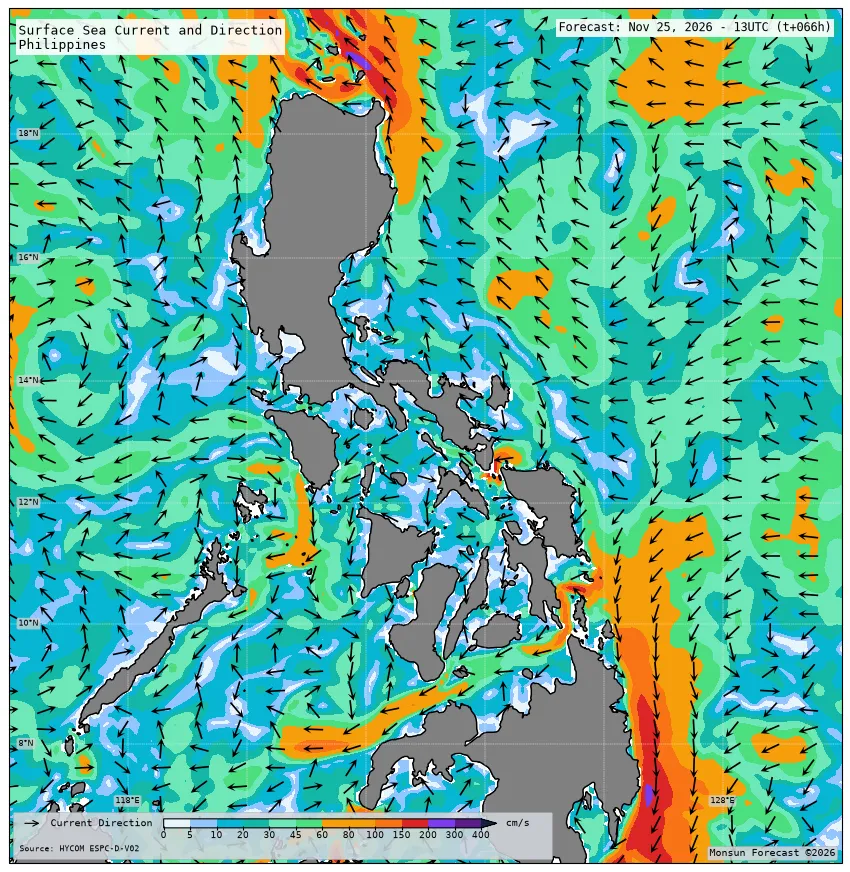 Surface Sea Current and Direction
Philippines
Forecast: Nov 25, 2026 - 13UTC (t+066h)
18°N
16°N
14°N
12°N
10°N
8°N
118°E
128°E
Current Direction
cm/s
0 5 10 20 30 45 60 80 100 150 200 300 400
Source: HYCOM ESPC-D-V02
Monsun Forecast ©2026